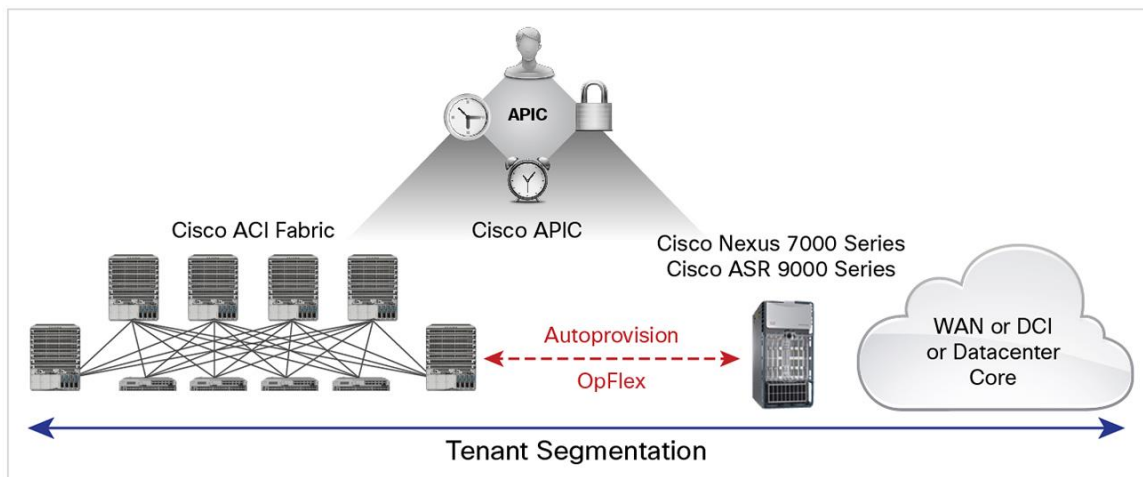 APIC
Cisco ACI Fabric
Cisco APIC
Cisco Nexus 7000 Series
Cisco ASR 9000 Series
Autoprovision
OpFlex
WAN or DCI
or Datacenter
Core
Tenant Segmentation